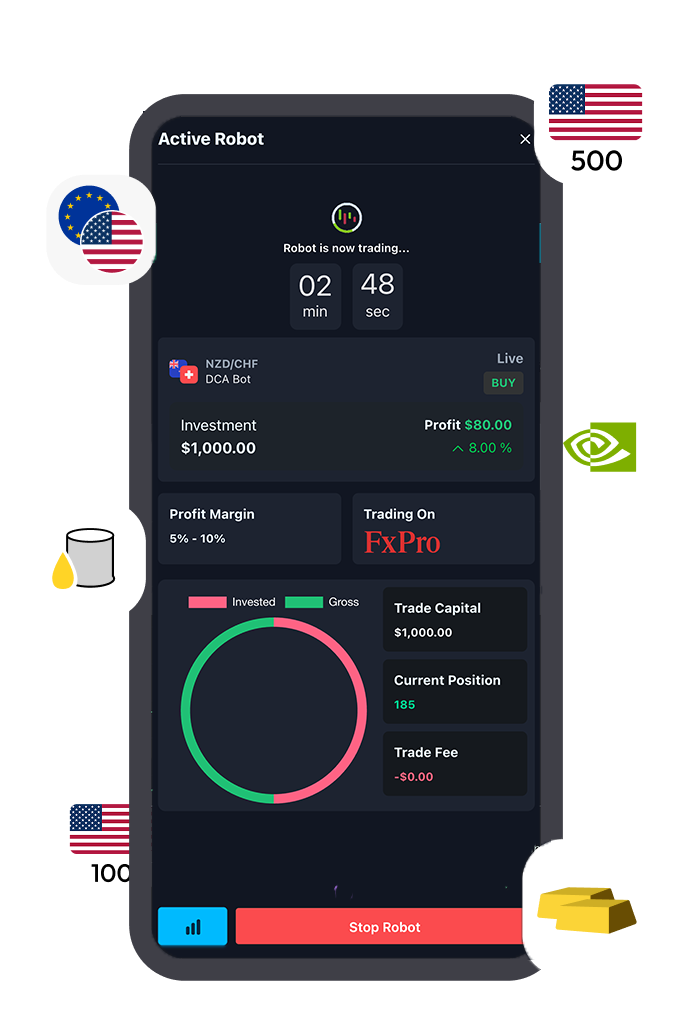 Active Robot
500
Robot is now trading...
02
48
min
sec
NZD/CHF
DCA Bot
Live
BUY
Investment
$1,000.00
Profit $80.00
8.00 %
Profit Margin
5% - 10%
Trading On
FxPro
Invested
Gross
Trade Capital
$1,000.00
Current Position
185
Trade Fee
-$0.00
100
Stop Robot